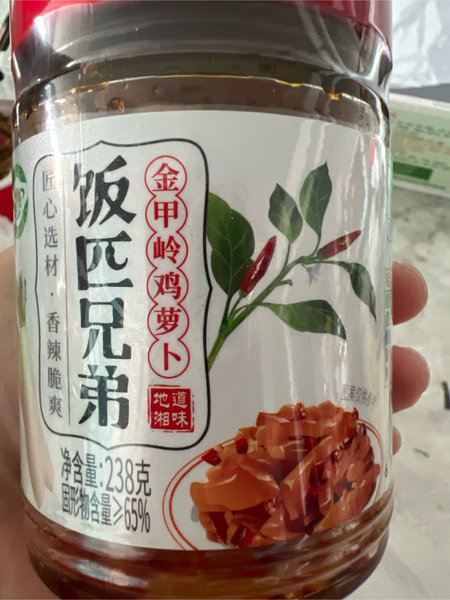 金甲岭鸡萝卜
饭匹兄弟
匠心选材·香辣脆爽
地道
湘味
净含量:238克
固形物含量≥65%